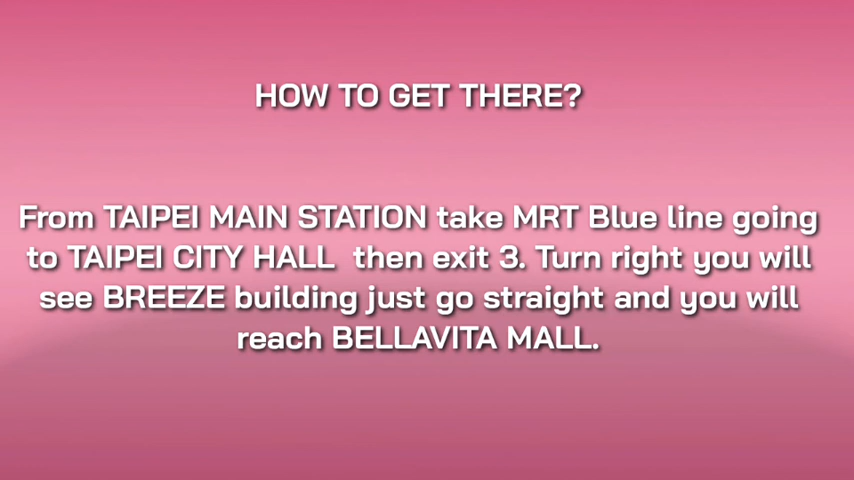 HOW TO GET THERE?
From TAIPEI MAIN STATION take MRT Blue line going
to TAIPEI CITY HALL then exit 3. Turn right you will
see BREEZE building just go straight and you will
reach BELLAVITA MALL.